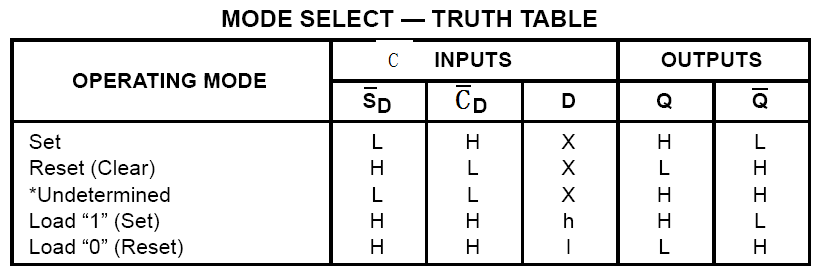 MODE SELECT — TRUTH TABLE
OPERATING MODE C INPUTS OUTPUTS
S̅D C̅D D Q Q̅
Set L H X H L
Reset (Clear) H L X L H
*Undetermined L L X H H
Load “1” (Set) H H h H L
Load “0” (Reset) H H l L H